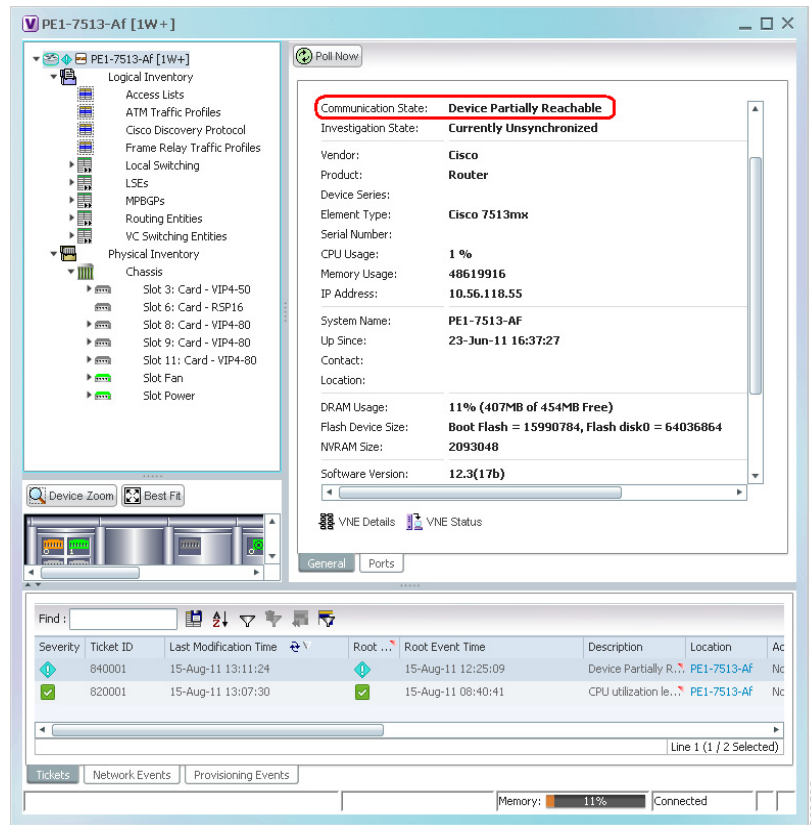 PE1-7513-Af [1W+]
PE1-7513-Af [1W+]
Logical Inventory
Access Lists
ATM Traffic Profiles
Cisco Discovery Protocol
Frame Relay Traffic Profiles
Local Switching
LSEs
MPBGPs
Routing Entities
VC Switching Entities
Physical Inventory
Chassis
Slot 3: Card - VIP4-50
Slot 6: Card - RSP16
Slot 8: Card - VIP4-80
Slot 9: Card - VIP4-80
Slot 11: Card - VIP4-80
Slot Fan
Slot Power
Device Zoom Best Fit
Poll Now
Communication State: Device Partially Reachable
Investigation State: Currently Unsynchronized
Vendor: Cisco
Product: Router
Device Series:
Element Type: Cisco 7513mx
Serial Number:
CPU Usage: 1 %
Memory Usage: 48619916
IP Address: 10.56.118.55
System Name: PE1-7513-AF
Up Since: 23-Jun-11 16:37:27
Contact:
Location:
DRAM Usage: 11% (407MB of 454MB Free)
Flash Device Size: Boot Flash = 15990784, Flash disk0 = 64036864
NVRAM Size: 2093048
Software Version: 12.3(17b)
VNE Details VNE Status
General Ports
Find :
Severity Ticket ID Last Modification Time Root ... Root Event Time Description Location Ac
840001 15-Aug-11 13:11:24 15-Aug-11 12:25:09 Device Partially R... PE1-7513-Af Nc
820001 15-Aug-11 13:07:30 15-Aug-11 08:40:41 CPU utilization le... PE1-7513-Af Nc
Line 1 (1 / 2 Selected)
Tickets Network Events Provisioning Events
Memory: 11% Connected